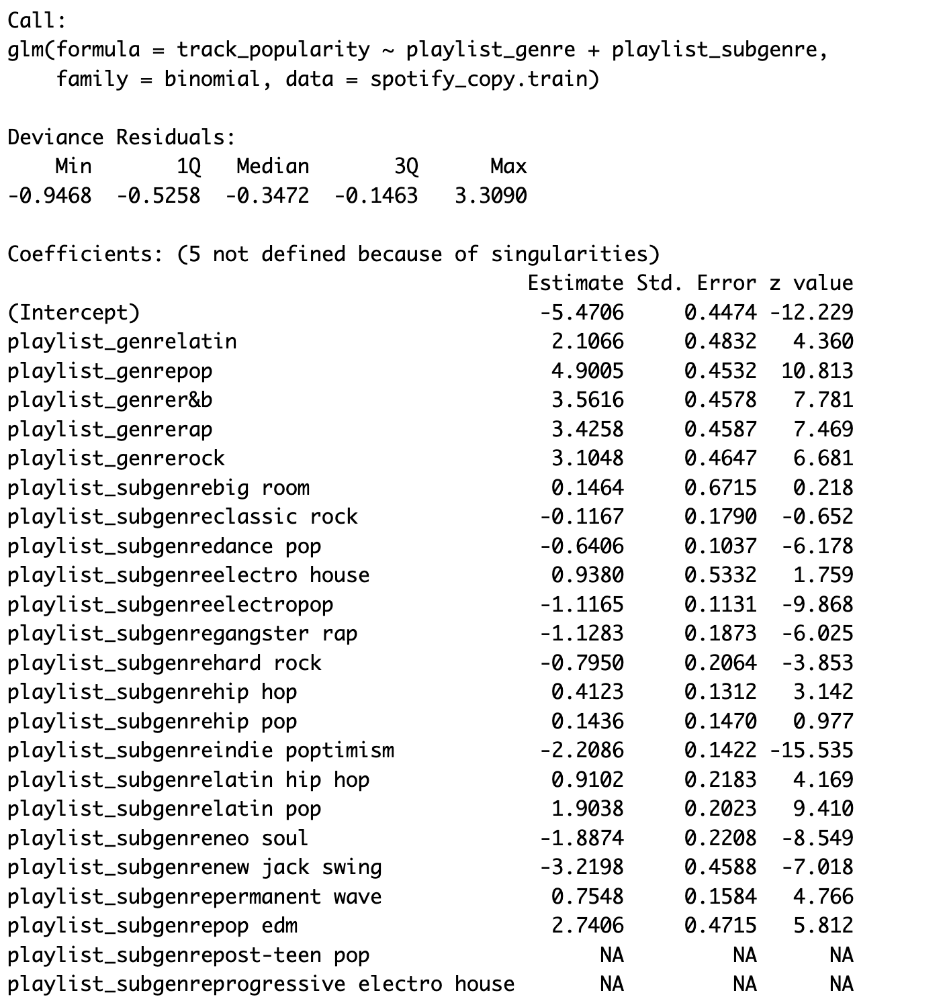 Call:
glm(formula = track_popularity ~ playlist_genre + playlist_subgenre,
    family = binomial, data = spotify_copy.train)

Deviance Residuals:
    Min       1Q   Median       3Q      Max
-0.9468  -0.5258  -0.3472  -0.1463   3.3090

Coefficients: (5 not defined because of singularities)
                                           Estimate Std. Error z value
(Intercept)                                 -5.4706     0.4474 -12.229
playlist_genrelatin                          2.1066     0.4832   4.360
playlist_genrepop                            4.9005     0.4532  10.813
playlist_genrer&b                            3.5616     0.4578   7.781
playlist_genrerap                            3.4258     0.4587   7.469
playlist_genrerock                           3.1048     0.4647   6.681
playlist_subgenrebig room                    0.1464     0.6715   0.218
playlist_subgenreclassic rock               -0.1167     0.1790  -0.652
playlist_subgenredance pop                  -0.6406     0.1037  -6.178
playlist_subgenreelectro house               0.9380     0.5332   1.759
playlist_subgenreelectropop                 -1.1165     0.1131  -9.868
playlist_subgenregangster rap               -1.1283     0.1873  -6.025
playlist_subgenrehard rock                  -0.7950     0.2064  -3.853
playlist_subgenrehip hop                     0.4123     0.1312   3.142
playlist_subgenrehip pop                     0.1436     0.1470   0.977
playlist_subgenreindie poptimism            -2.2086     0.1422 -15.535
playlist_subgenrelatin hip hop               0.9102     0.2183   4.169
playlist_subgenrelatin pop                   1.9038     0.2023   9.410
playlist_subgenreneo soul                   -1.8874     0.2208  -8.549
playlist_subgenrenew jack swing             -3.2198     0.4588  -7.018
playlist_subgenrepermanent wave              0.7548     0.1584   4.766
playlist_subgenrepop edm                     2.7406     0.4715   5.812
playlist_subgenrepost-teen pop                   NA         NA      NA
playlist_subgenreprogressive electro house       NA         NA      NA